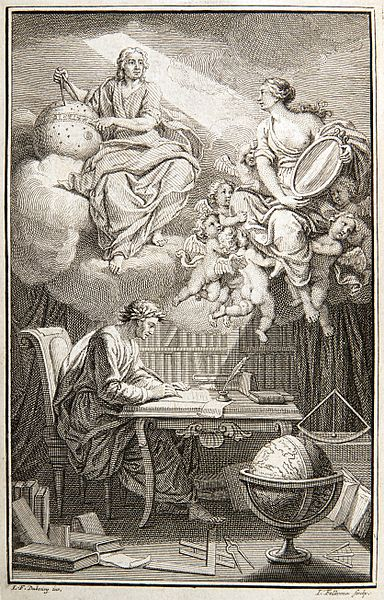 L. F. Dubourg inv.
I. Folkema sculp.